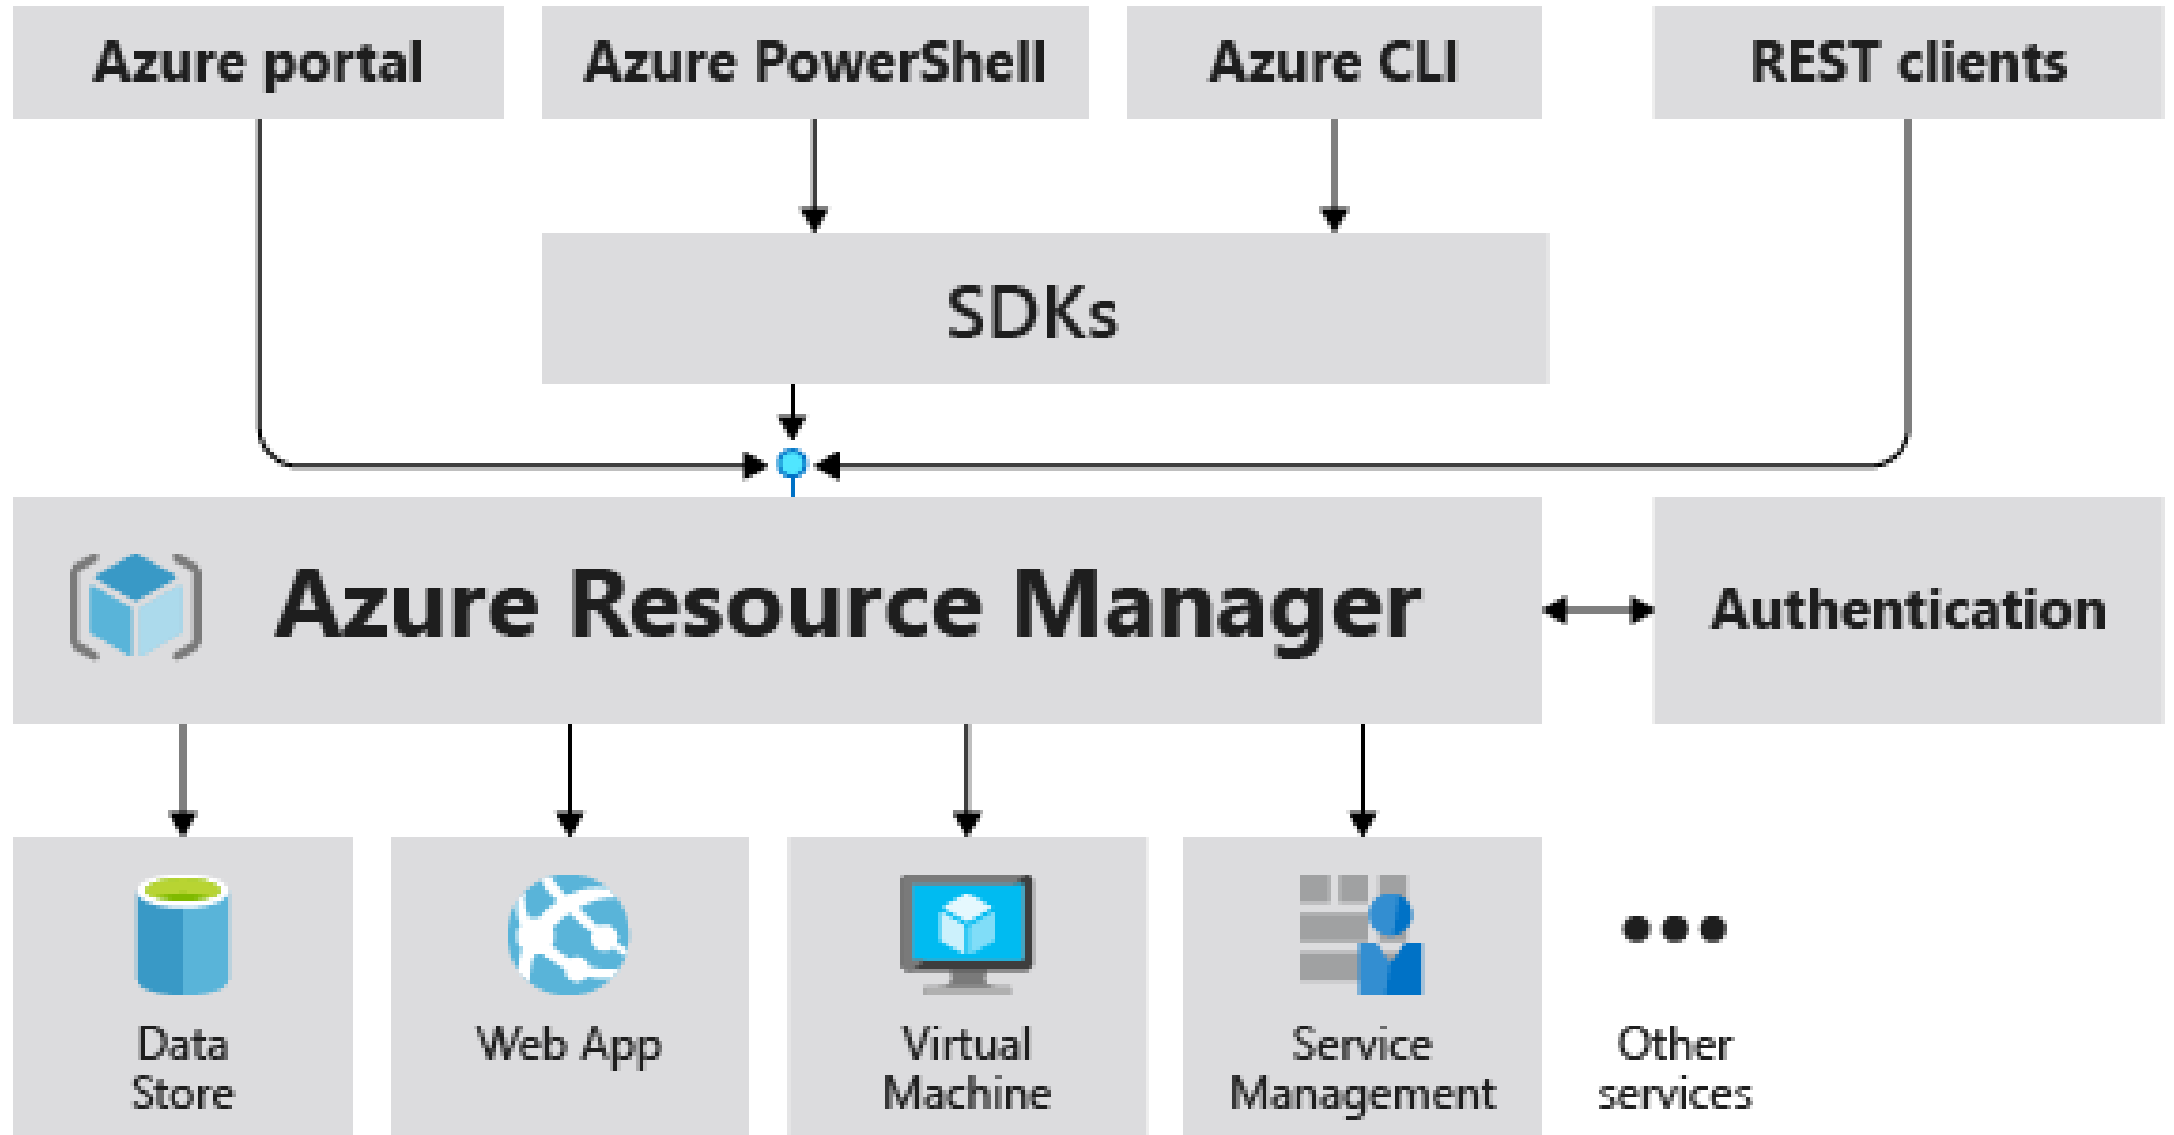 Azure portal
Azure PowerShell
Azure CLI
REST clients
SDKs
Azure Resource Manager
Authentication
Data
Store
Web App
Virtual
Machine
Service
Management
Other
services